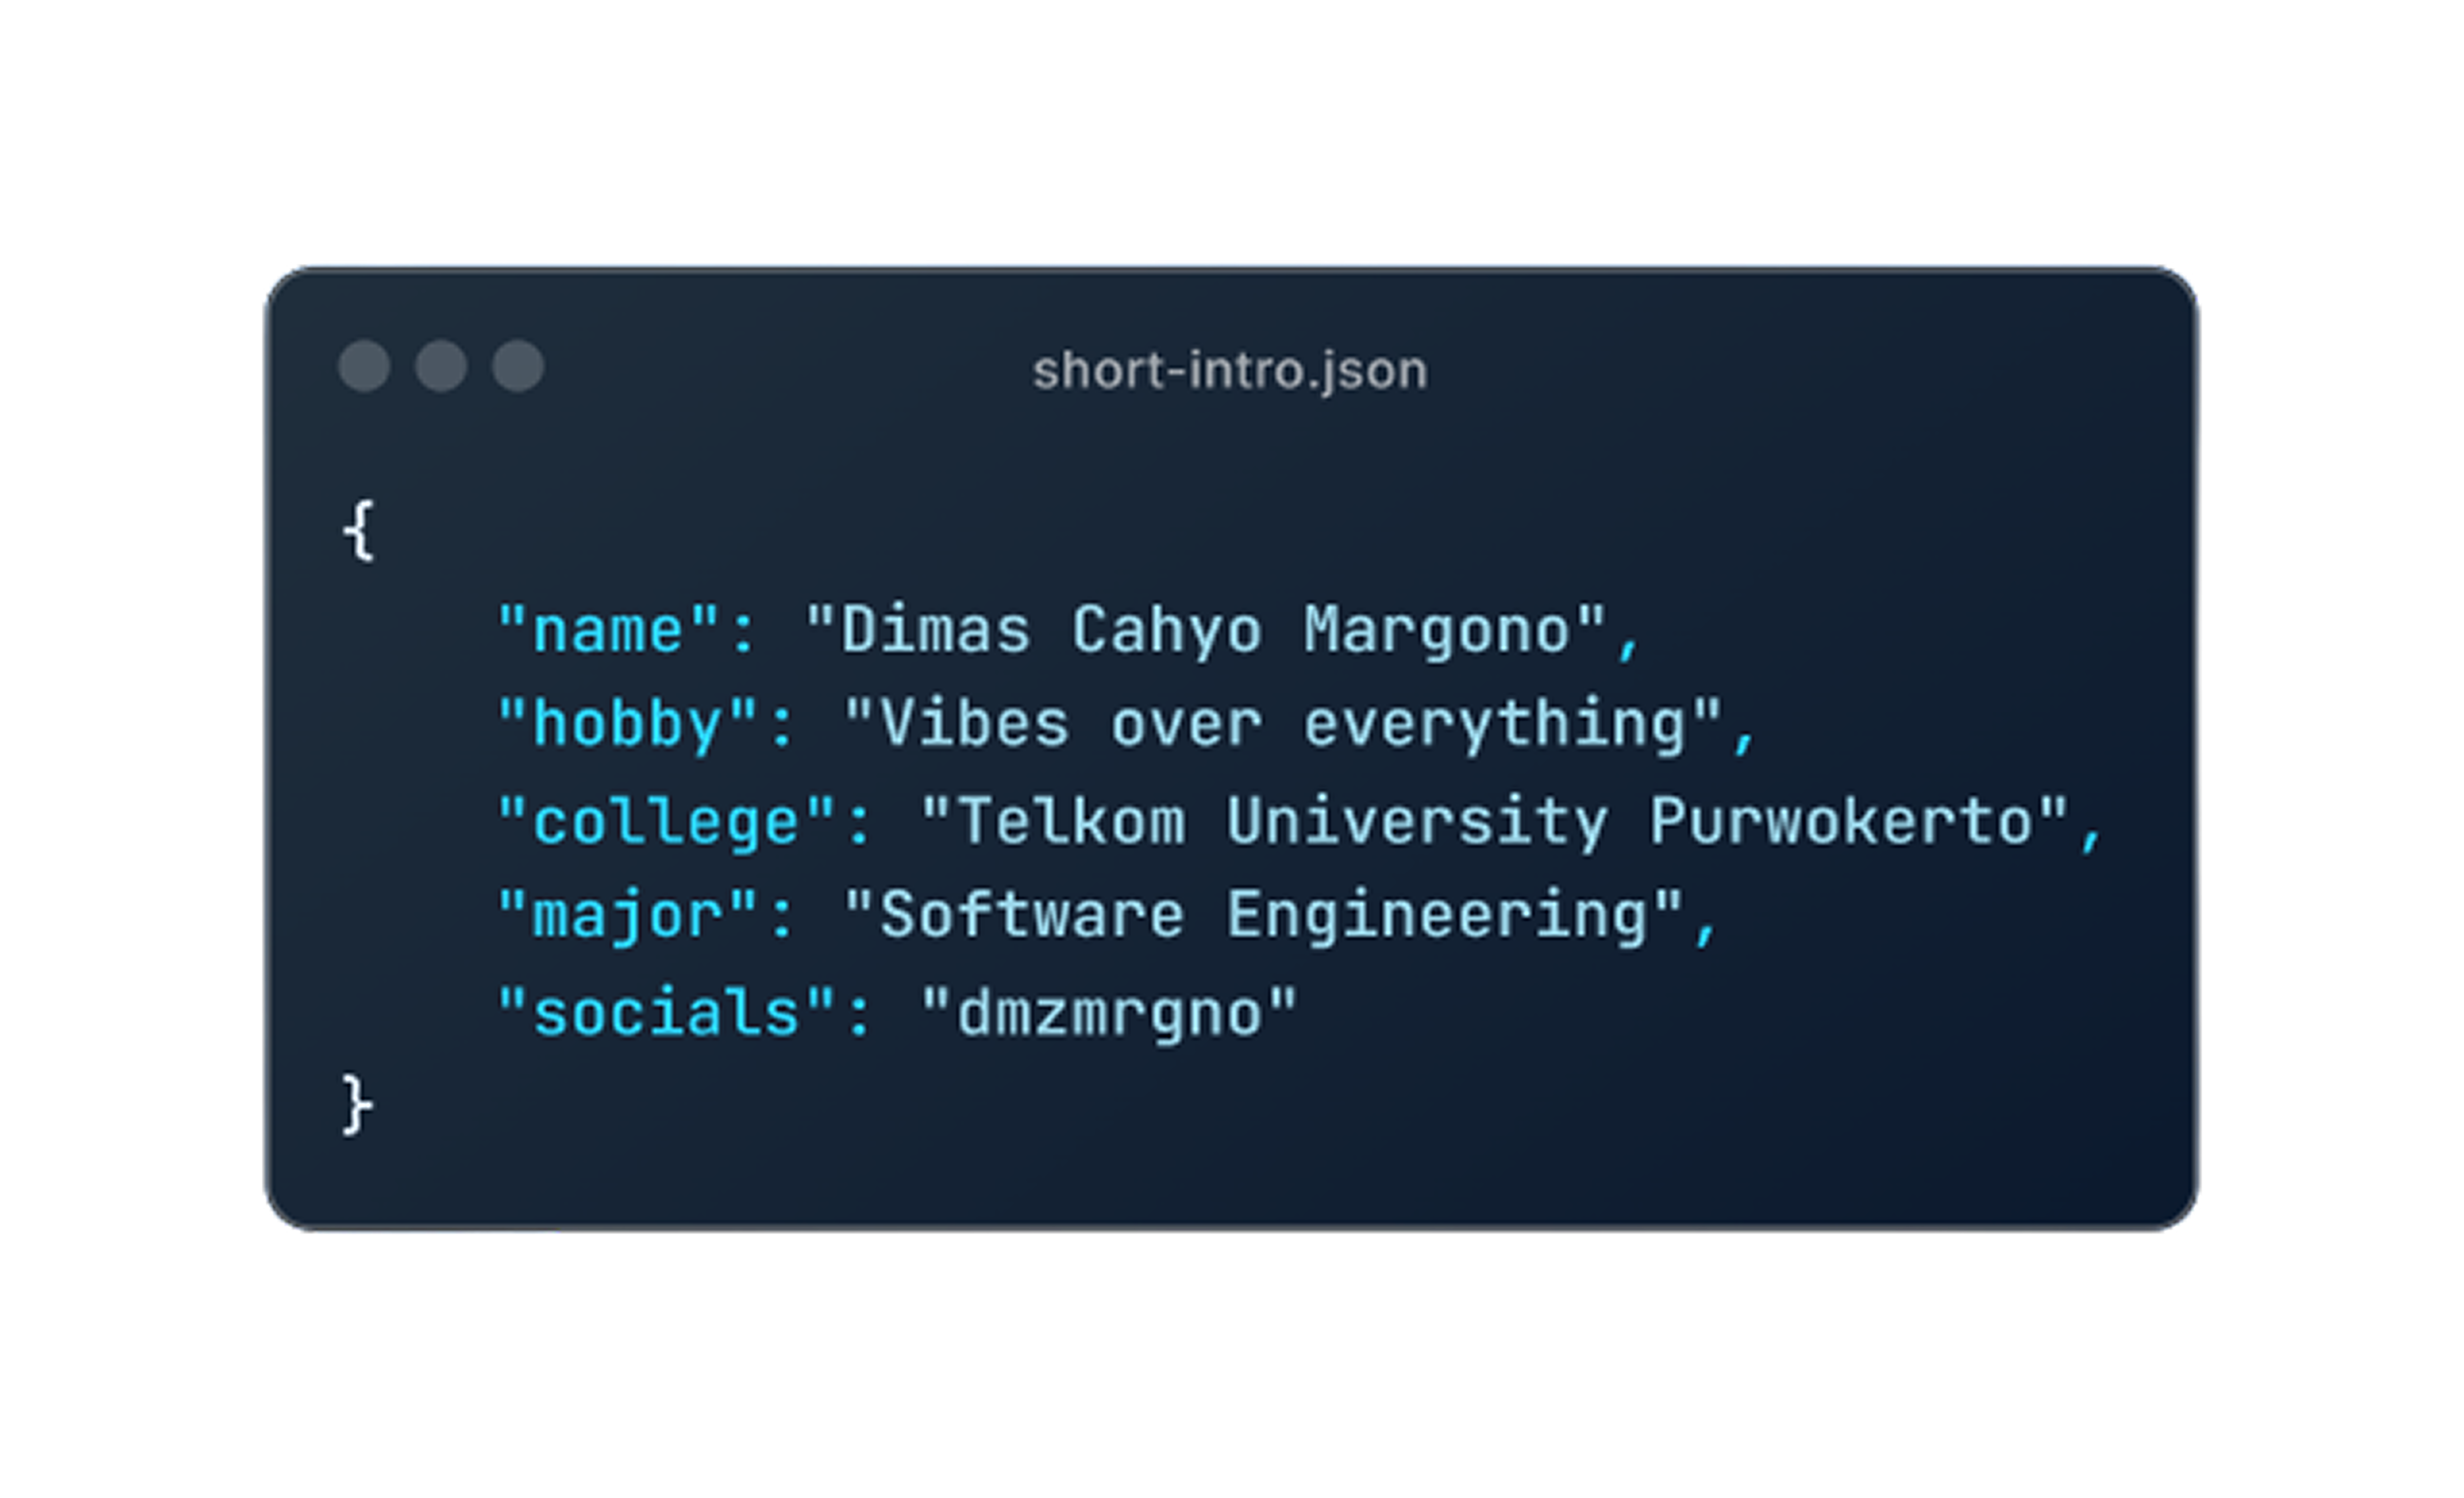 short-intro.json
{
"name": "Dimas Cahyo Margono",
"hobby": "Vibes over everything",
"college": "Telkom University Purwokerto",
"major": "Software Engineering",
"socials": "dmzmrgno"
}